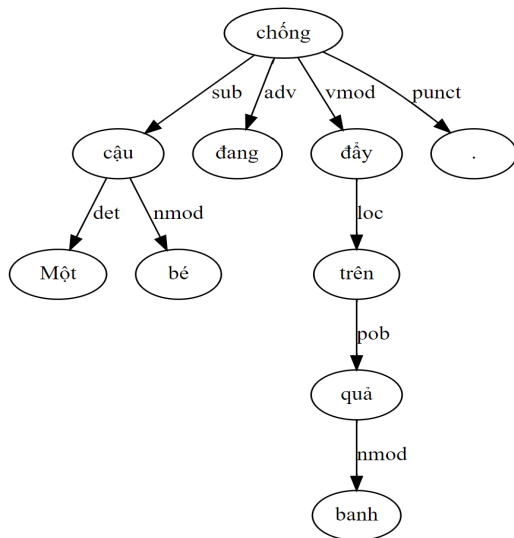 chống
sub adv vmod punct
cậu đang đẩy .
det nmod loc
Một bé trên
pob
quả
nmod
banh